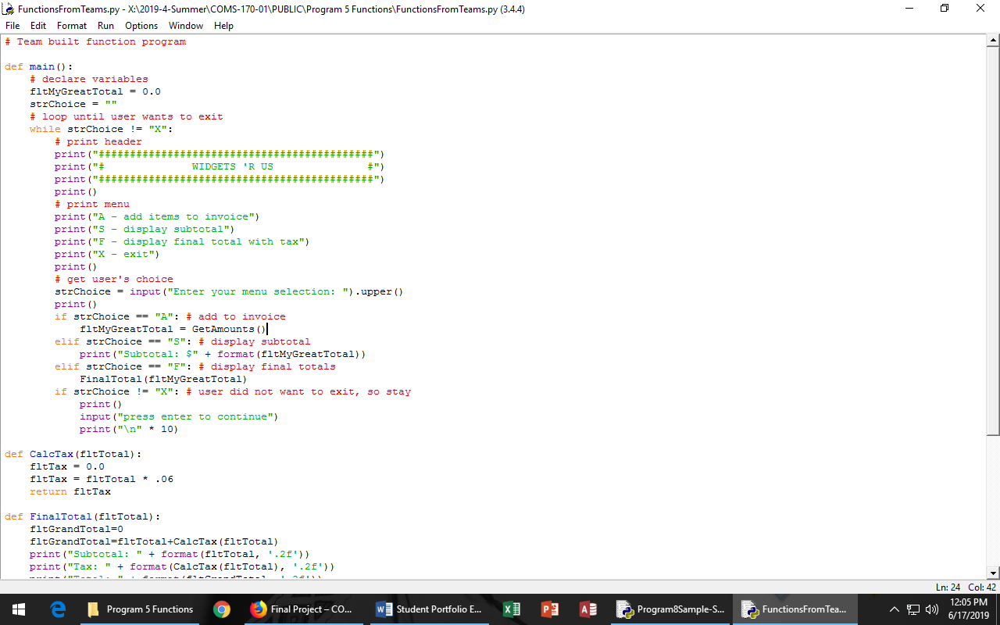 FunctionsFromTeams.py - X:\2019-4-Summer\COMS-170-01\PUBLIC\Program 5 Functions\FunctionsFromTeams.py (3.4.4)
File Edit Format Run Options Window Help
# Team built function program

def main():
    # declare variables
    fltMyGreatTotal = 0.0
    strChoice = ""
    # loop until user wants to exit
    while strChoice != "X":
        # print header
        print("############################################")
        print("#              WIDGETS 'R US               #")
        print("############################################")
        print()
        # print menu
        print("A - add items to invoice")
        print("S - display subtotal")
        print("F - display final total with tax")
        print("X - exit")
        print()
        # get user's choice
        strChoice = input("Enter your menu selection: ").upper()
        print()
        if strChoice == "A": # add to invoice
            fltMyGreatTotal = GetAmounts()
        elif strChoice == "S": # display subtotal
            print("Subtotal: $" + format(fltMyGreatTotal))
        elif strChoice == "F": # display final totals
            FinalTotal(fltMyGreatTotal)
        if strChoice != "X": # user did not want to exit, so stay
            print()
            input("press enter to continue")
            print("\n" * 10)

def CalcTax(fltTotal):
    fltTax = 0.0
    fltTax = fltTotal * .06
    return fltTax

def FinalTotal(fltTotal):
    fltGrandTotal=0
    fltGrandTotal=fltTotal+CalcTax(fltTotal)
    print("Subtotal: " + format(fltTotal, '.2f'))
    print("Tax: " + format(CalcTax(fltTotal), '.2f'))
    print("Total: " + format(fltGrandTotal, '.2f'))
Ln: 24 Col: 42
Program 5 Functions
Final Project – CO...
Student Portfolio E...
Program8Sample-S...
FunctionsFromTea...
12:05 PM
6/17/2019